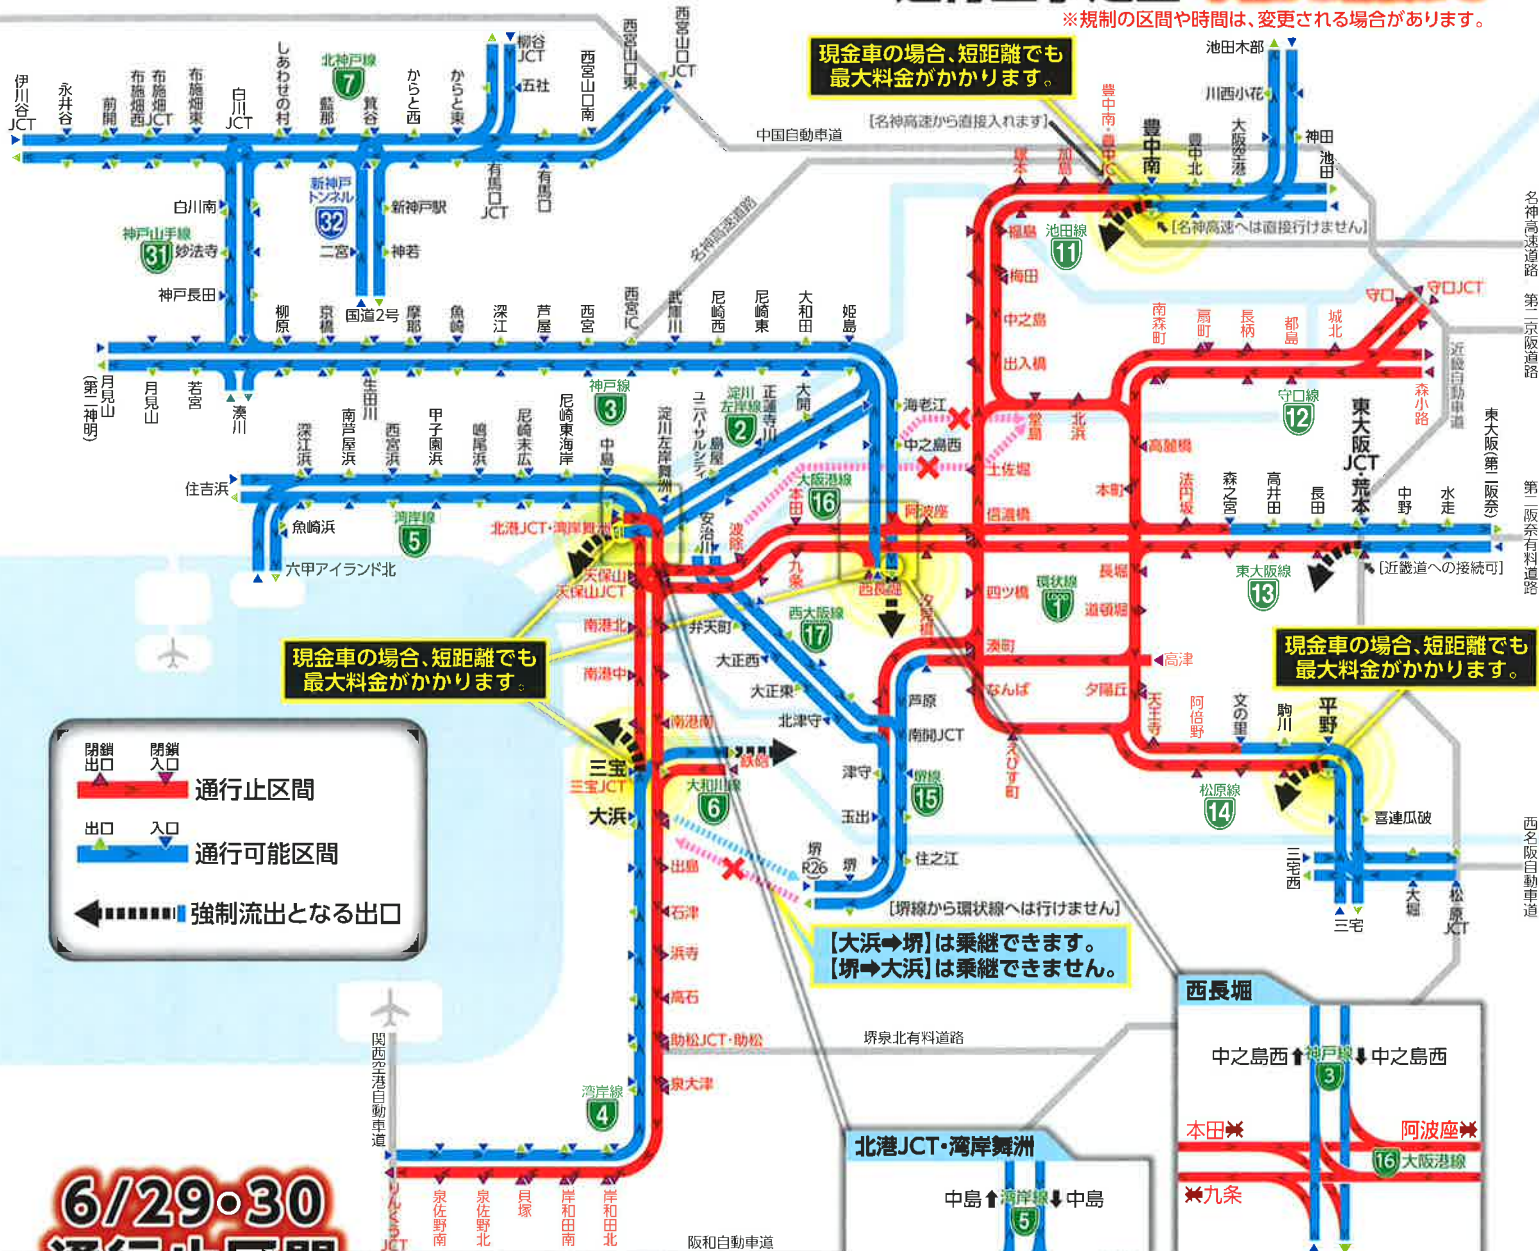 ※規制の区間や時間は、変更される場合があります。
現金車の場合、短距離でも
最大料金がかかります。
池田木部
川西小花
神田
池田
[名神高速から直接入れます]
豊中南・豊中IC
豊中南
豊中北
大阪空港
[名神高速へは直接行けません]
中国自動車道
名神高速道路
名神高速道路
第二京阪道路
近畿自動車道
第二阪奈有料道路
西名阪自動車道
伊川谷JCT
永井谷
前開
布施畑西
布施畑JCT
布施畑東
白川JCT
しあわせの村
藍那
箕谷
北神戸線
7
からと西
からと東
柳谷JCT
五社
西宮山口南
西宮山口東
西宮山口JCT
有馬口JCT
有馬口
白川南
神戸山手線
31
妙法寺
神戸長田
新神戸トンネル
32
新神戸駅
二宮
神若
国道2号
柳原
京橋
摩耶
魚崎
深江
芦屋
西宮
西宮IC
武庫川
尼崎西
尼崎東
大和田
姫島
月見山(第二神明)
月見山
若宮
湊川
生田川
神戸線
3
塚本
加島
福島
池田線
11
梅田
中之島
出入橋
南森町
扇町
長柄
都島
城北
守口
守口JCT
守口線
12
森小路
堂島
北浜
高麗橋
土佐堀
本町
信濃橋
法円坂
森之宮
高井田
長田
東大阪JCT・荒本
中野
水走
東大阪(第二阪奈)
[近畿道への接続可]
東大阪線
13
長堀
環状線
LOOP
1
四ツ橋
道頓堀
湊町
高津
なんば
夕陽丘
天王寺
阿倍野
文の里
駒川
平野
えびす町
松原線
14
喜連瓜破
三宅西
三宅
大堀
松原JCT
海老江
中之島西
大阪港線
16
本田
阿波座
九条
波除
西長堀
汐見橋
芦原
南開JCT
津守
玉出
住之江
堺線
15
堺(R26)
堺
[堺線から環状線へは行けません]
深江浜
南芦屋浜
西宮浜
甲子園浜
鳴尾浜
尼崎末広
尼崎東海岸
中島
淀川左岸舞洲
ユニバーサルシティ
島屋
淀川左岸線
2
正蓮寺川
大開
住吉浜
魚崎浜
六甲アイランド北
湾岸線
5
北港JCT・湾岸舞洲
安治川
天保山
天保山JCT
南港北
南港中
南港南
弁天町
大正西
大正東
北津守
西大阪線
17
現金車の場合、短距離でも
最大料金がかかります。
現金車の場合、短距離でも
最大料金がかかります。
三宝
三宝JCT
大浜
大和川線
6
鉄砲
出島
石津
浜寺
高石
助松JCT・助松
泉大津
湾岸線
4
堺泉北有料道路
関西空港自動車道
阪和自動車道
りんくうJCT
泉佐野南
泉佐野北
貝塚
岸和田南
岸和田北
【大浜➡堺】は乗継できます。
【堺➡大浜】は乗継できません。
閉鎖出口
閉鎖入口
通行止区間
出口
入口
通行可能区間
強制流出となる出口
西長堀
中之島西
神戸線
3
中之島西
本田
阿波座
16
大阪港線
九条
北港JCT・湾岸舞洲
中島
湾岸線
5
中島
6/29・30
通行止区間